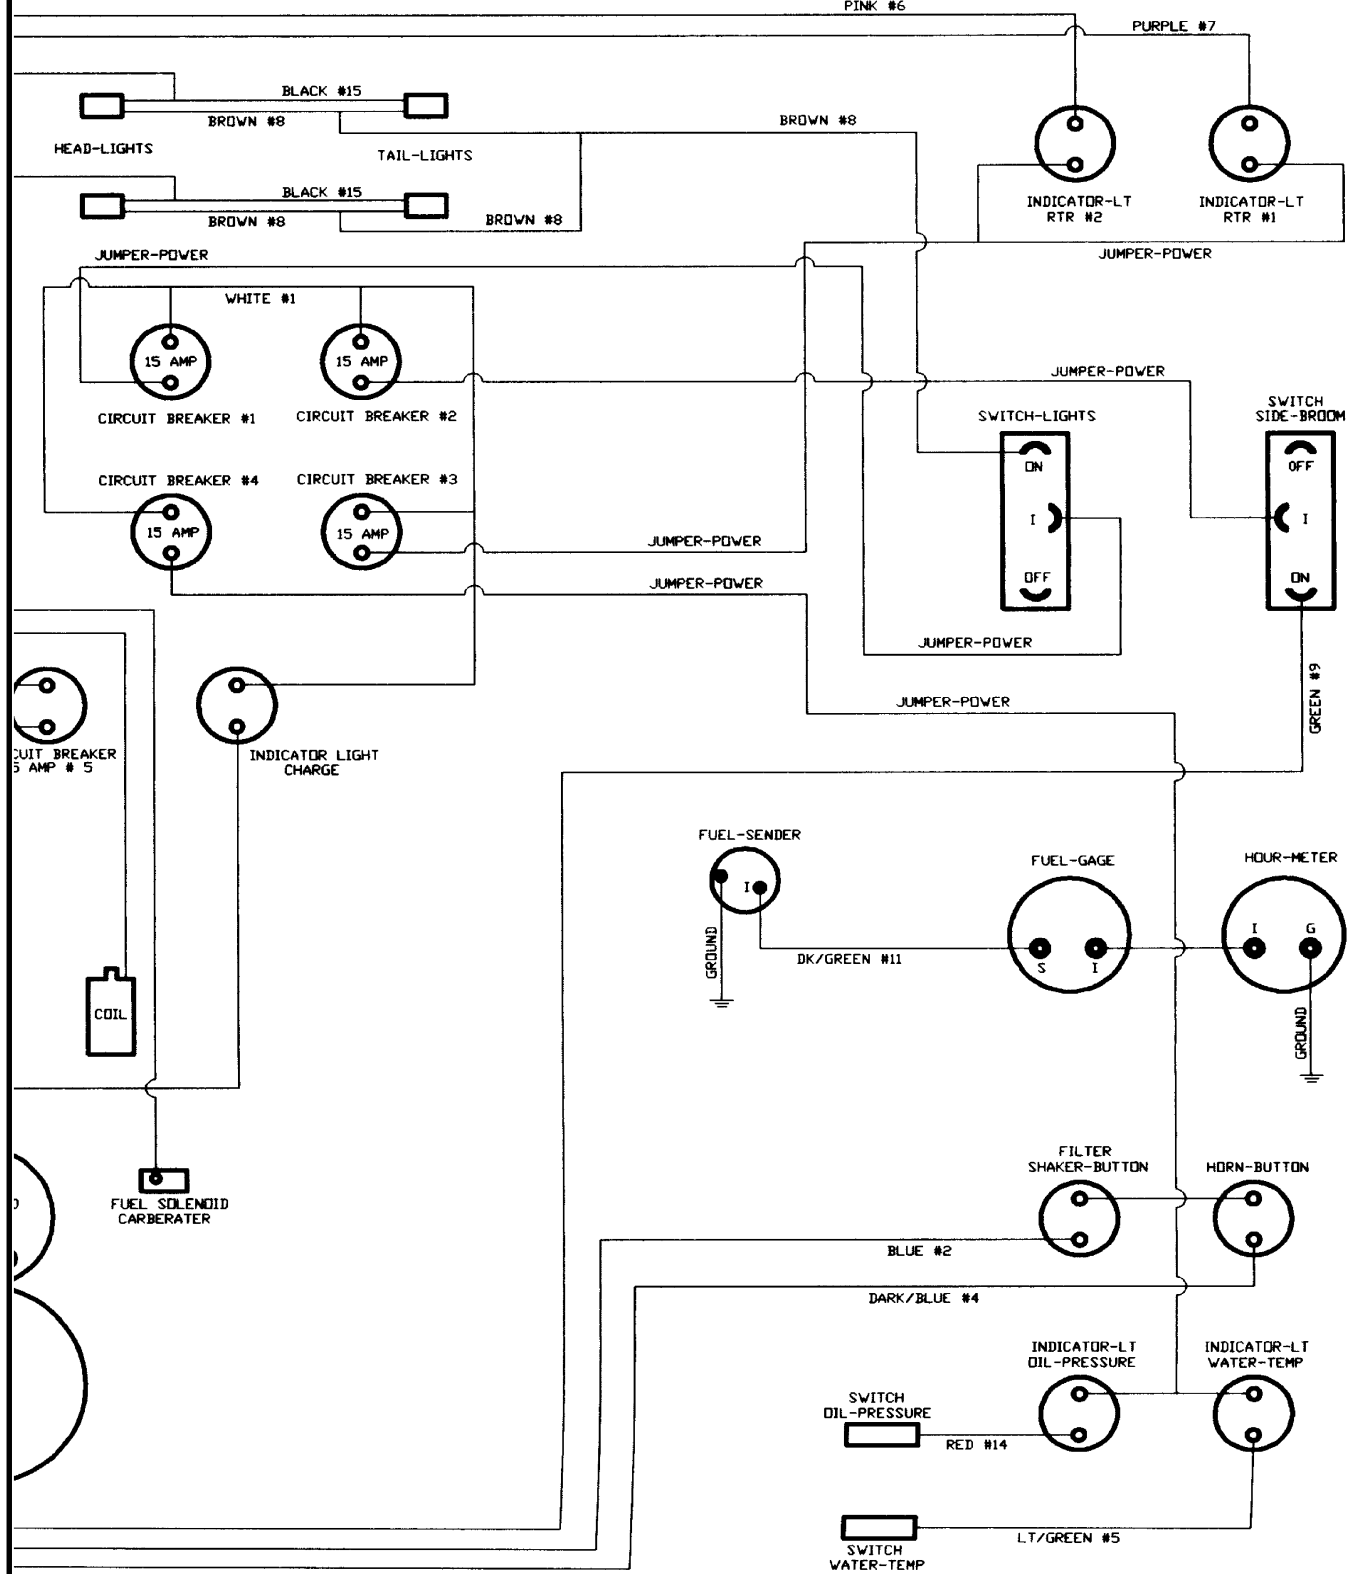 PINK #6
PURPLE #7
BLACK #15
BROWN #8
BROWN #8
HEAD-LIGHTS
TAIL-LIGHTS
BLACK #15
BROWN #8
BROWN #8
INDICATOR-LT
RTR #2
INDICATOR-LT
RTR #1
JUMPER-POWER
JUMPER-POWER
WHITE #1
15 AMP
15 AMP
JUMPER-POWER
CIRCUIT BREAKER #1
CIRCUIT BREAKER #2
SWITCH-LIGHTS
SWITCH
SIDE-BROOM
ON
OFF
CIRCUIT BREAKER #4
CIRCUIT BREAKER #3
I
I
15 AMP
15 AMP
JUMPER-POWER
JUMPER-POWER
OFF
ON
JUMPER-POWER
GREEN #9
JUMPER-POWER
CUIT BREAKER
5 AMP # 5
INDICATOR LIGHT
CHARGE
FUEL-SENDER
I
FUEL-GAGE
HOUR-METER
GROUND
DK/GREEN #11
S
I
I
G
GROUND
COIL
FILTER
SHAKER-BUTTON
HORN-BUTTON
FUEL SOLENOID
CARBERATER
BLUE #2
DARK/BLUE #4
INDICATOR-LT
OIL-PRESSURE
INDICATOR-LT
WATER-TEMP
SWITCH
OIL-PRESSURE
RED #14
LT/GREEN #5
SWITCH
WATER-TEMP